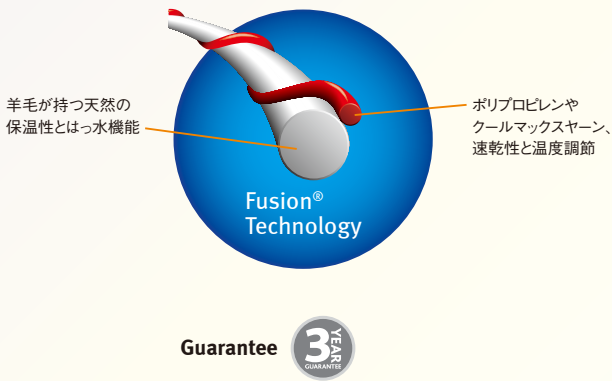 羊毛が持つ天然の
保温性とはっ水機能
ポリプロピレンや
クールマックスヤーン、
速乾性と温度調節
Fusion®
Technology
Guarantee
3 YEAR
GUARANTEE